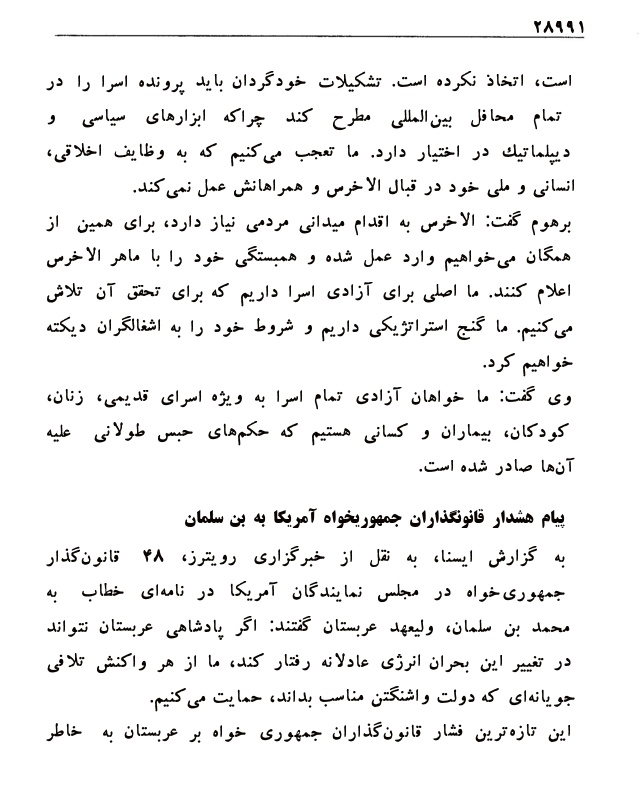 ۲۸۹۹۱
است، اتخاذ نکرده است. تشکیلات خودگردان باید پرونده اسرا را در
تمام محافل بین‌المللی مطرح کند چراکه ابزارهای سیاسی و
دیپلماتیك در اختیار دارد. ما تعجب می‌کنیم که به وظایف اخلاقی،
انسانی و ملی خود در قبال الاخرس و همراهانش عمل نمی‌کند.
برهوم گفت: الاخرس به اقدام میدانی مردمی نیاز دارد، برای همین از
همگان می‌خواهیم وارد عمل شده و همبستگی خود را با ماهر الاخرس
اعلام کنند. ما اصلی برای آزادی اسرا داریم که برای تحقق آن تلاش
می‌کنیم. ما گنج استراتژیکی داریم و شروط خود را به اشغالگران دیکته
خواهیم کرد.
وی گفت: ما خواهان آزادی تمام اسرا به ویژه اسرای قدیمی، زنان،
کودکان، بیماران و کسانی هستیم که حکم‌های حبس طولانی علیه
آن‌ها صادر شده است.
پیام هشدار قانونگذاران جمهوریخواه آمریکا به بن سلمان
به گزارش ایسنا، به نقل از خبرگزاری رویترز، ۴۸ قانون‌گذار
جمهوری‌خواه در مجلس نمایندگان آمریکا در نامه‌ای خطاب به
محمد بن سلمان، ولیعهد عربستان گفتند: اگر پادشاهی عربستان نتواند
در تغییر این بحران انرژی عادلانه رفتار کند، ما از هر واکنش تلافی
جویانه‌ای که دولت واشنگتن مناسب بداند، حمایت می‌کنیم.
این تازه‌ترین فشار قانون‌گذاران جمهوری خواه بر عربستان به خاطر